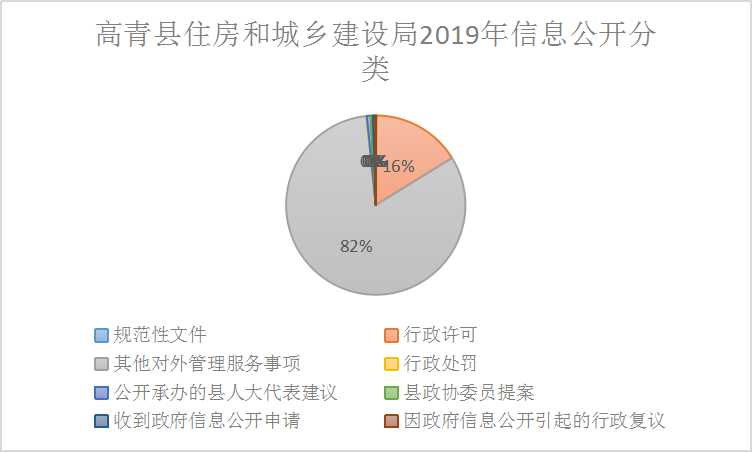 高青县住房和城乡建设局2019年信息公开分
类
16%
82%
规范性文件
行政许可
其他对外管理服务事项
行政处罚
公开承办的县人大代表建议
县政协委员提案
收到政府信息公开申请
因政府信息公开引起的行政复议